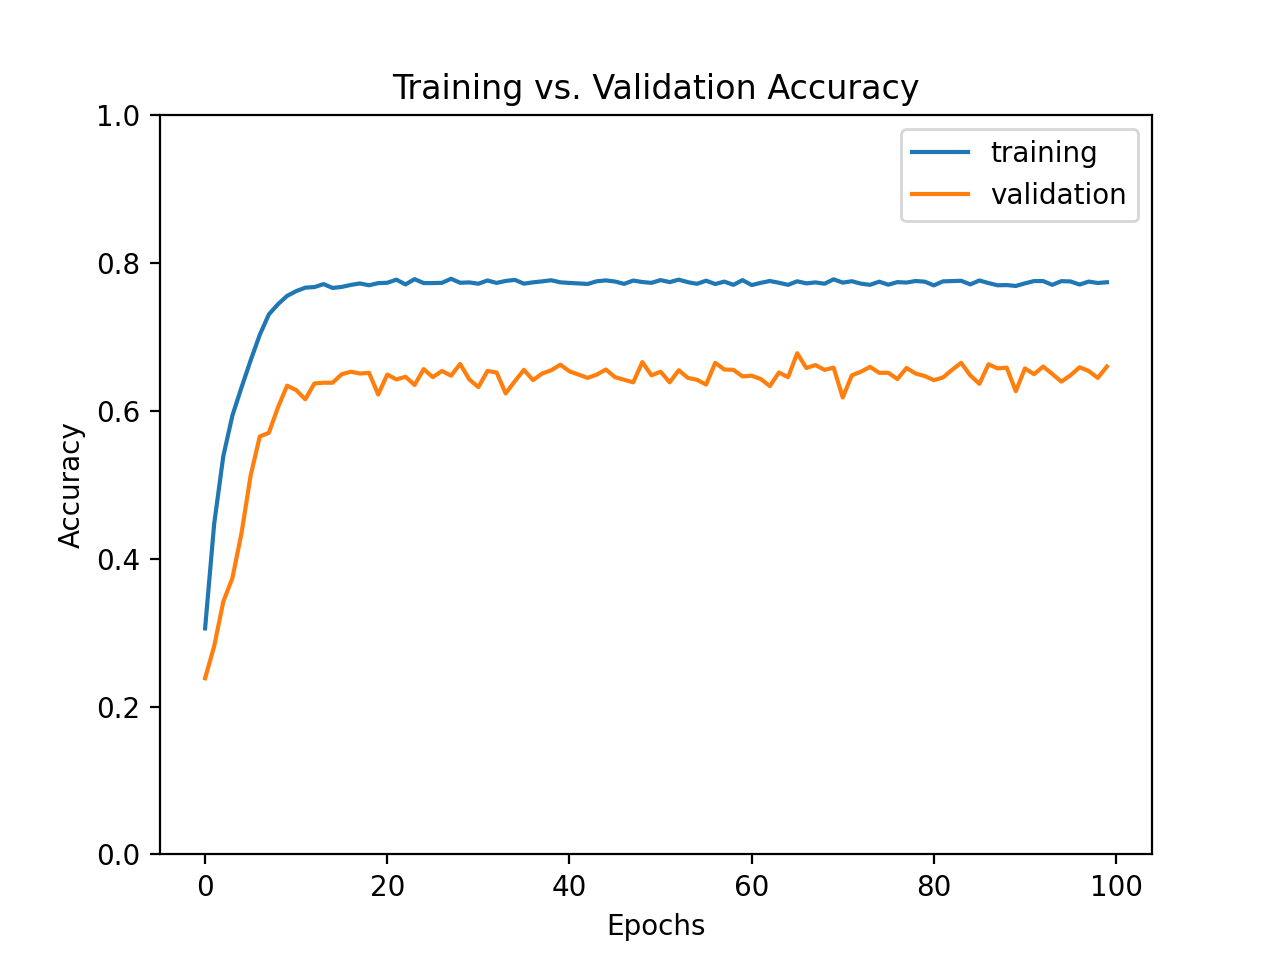 Training vs. Validation Accuracy
1.0
training
validation
0.8
0.6
Accuracy
0.4
0.2
0.0
0 20 40 60 80 100
Epochs